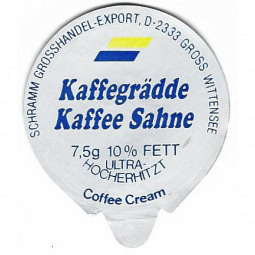 SCHRAMM GROSSHANDEL-EXPORT, D-2333 GROSS WITTENSEE
Kaffegrädde
Kaffee Sahne
7,5g 10% FETT
ULTRA-
HOCHERHITZT
Coffee Cream